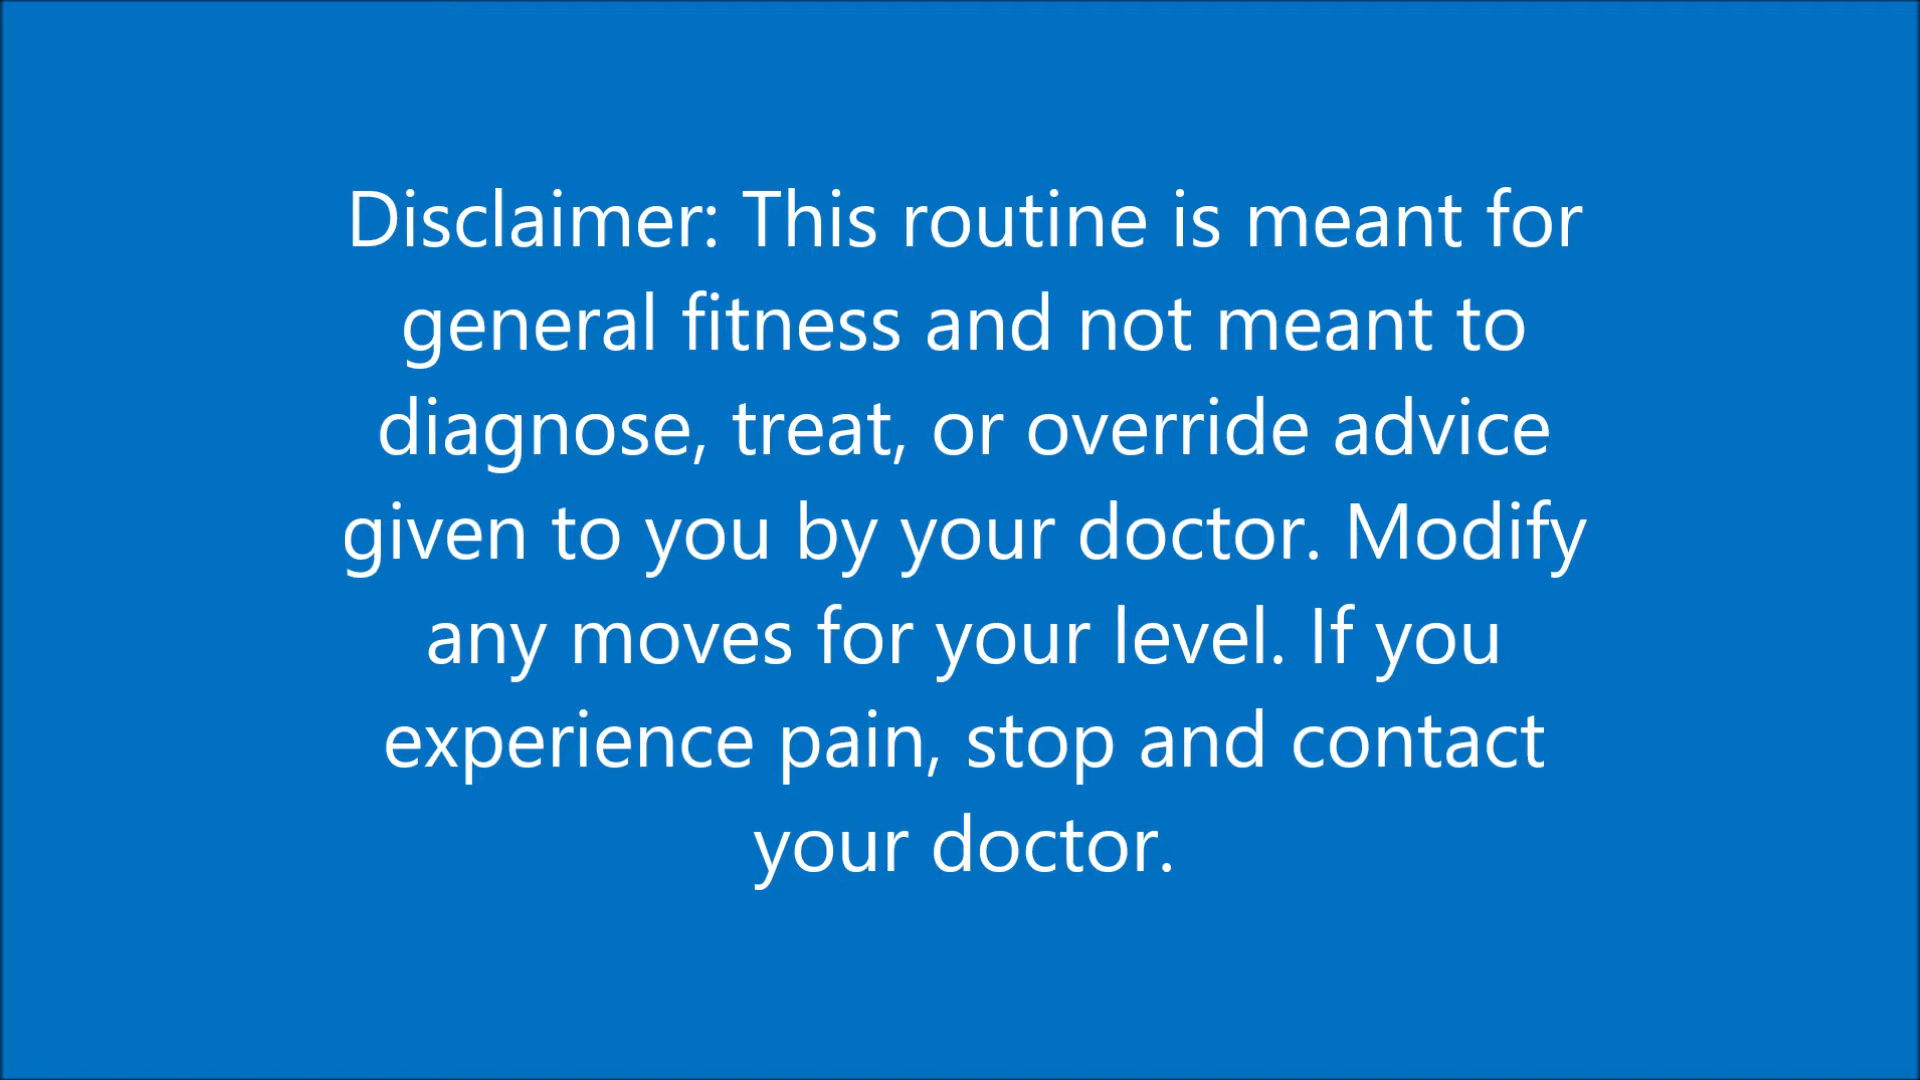 Disclaimer: This routine is meant for
general fitness and not meant to
diagnose, treat, or override advice
given to you by your doctor. Modify
any moves for your level. If you
experience pain, stop and contact
your doctor.